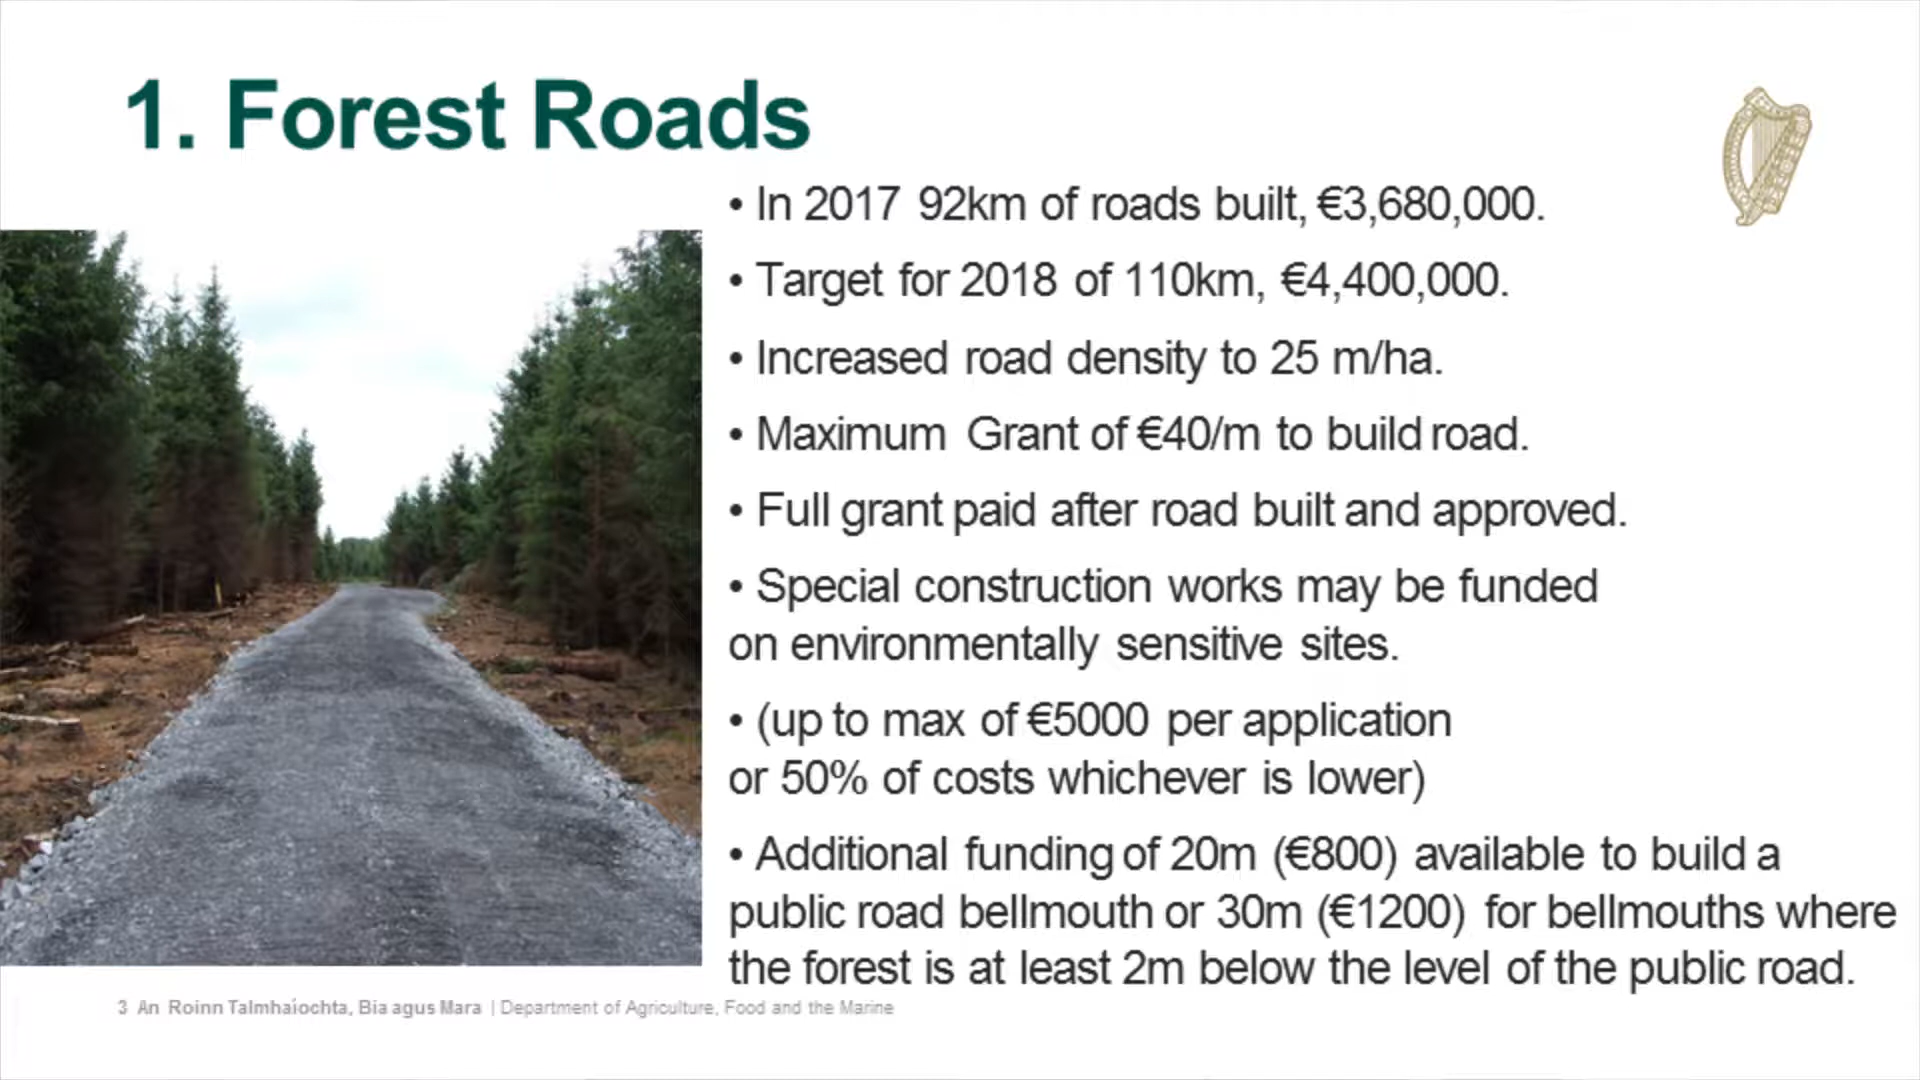 1. Forest Roads
• In 2017 92km of roads built, €3,680,000.
• Target for 2018 of 110km, €4,400,000.
• Increased road density to 25 m/ha.
• Maximum Grant of €40/m to build road.
• Full grant paid after road built and approved.
• Special construction works may be funded
on environmentally sensitive sites.
• (up to max of €5000 per application
or 50% of costs whichever is lower)
• Additional funding of 20m (€800) available to build a
public road bellmouth or 30m (€1200) for bellmouths where
the forest is at least 2m below the level of the public road.
3 An Roinn Talmhaíochta, Bia agus Mara | Department of Agriculture, Food and the Marine